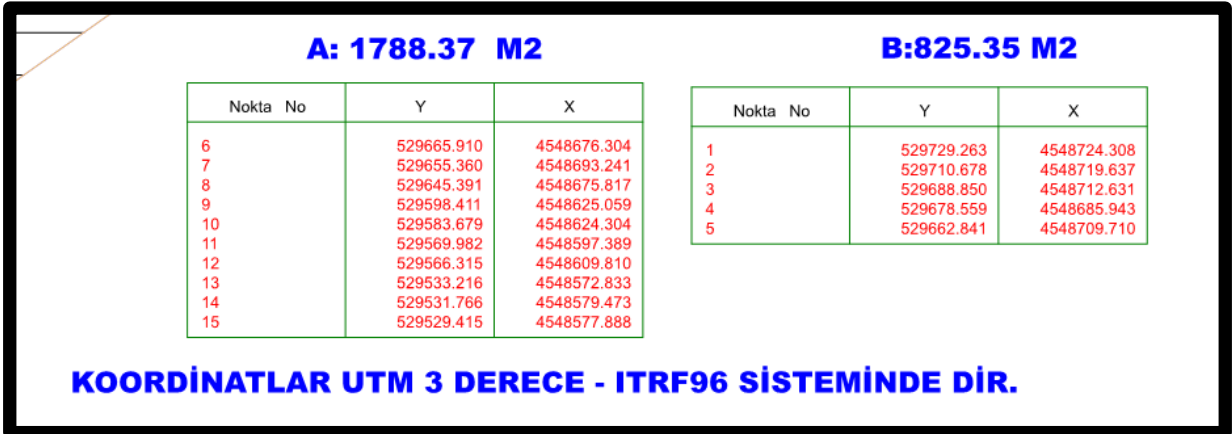 A: 1788.37 M2
Nokta No Y X
6 529665.910 4548676.304
7 529655.360 4548693.241
8 529645.391 4548675.817
9 529598.411 4548625.059
10 529583.679 4548624.304
11 529569.982 4548597.389
12 529566.315 4548609.810
13 529533.216 4548572.833
14 529531.766 4548579.473
15 529529.415 4548577.888
B:825.35 M2
Nokta No Y X
1 529729.263 4548724.308
2 529710.678 4548719.637
3 529688.850 4548712.631
4 529678.559 4548685.943
5 529662.841 4548709.710
KOORDİNATLAR UTM 3 DERECE - ITRF96 SİSTEMİNDE DİR.